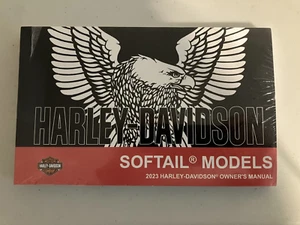 HARLEY-DAVIDSON
SOFTAIL® MODELS
2023 HARLEY-DAVIDSON® OWNER'S MANUAL